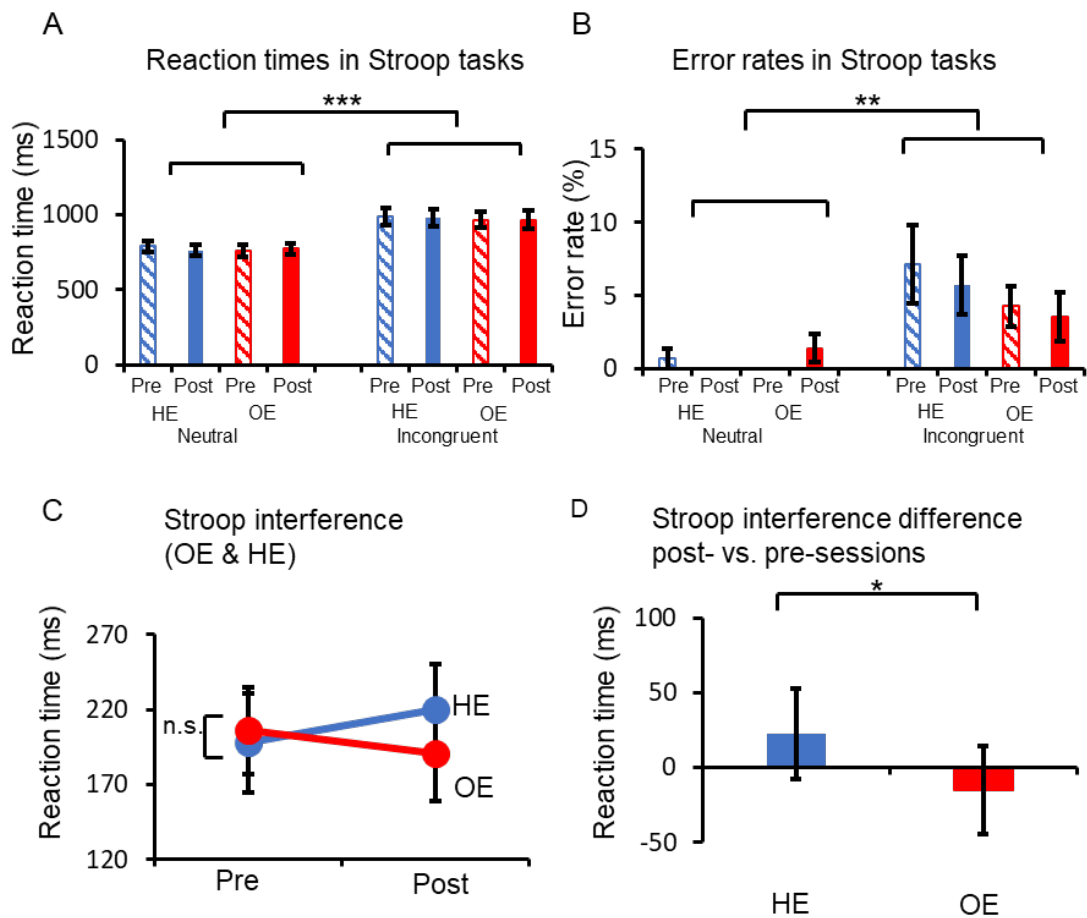 A
Reaction times in Stroop tasks
***
Reaction time (ms)
1500
1000
500
0
Pre Post Pre Post Pre Post Pre Post
HE OE HE OE
Neutral Incongruent
B
Error rates in Stroop tasks
**
Error rate (%)
15
10
5
0
Pre Post Pre Post Pre Post Pre Post
HE OE HE OE
Neutral Incongruent
C
Stroop interference
(OE & HE)
Reaction time (ms)
270
220
170
120
n.s.
HE
OE
Pre Post
D
Stroop interference difference
post- vs. pre-sessions
*
Reaction time (ms)
100
50
0
-50
HE OE